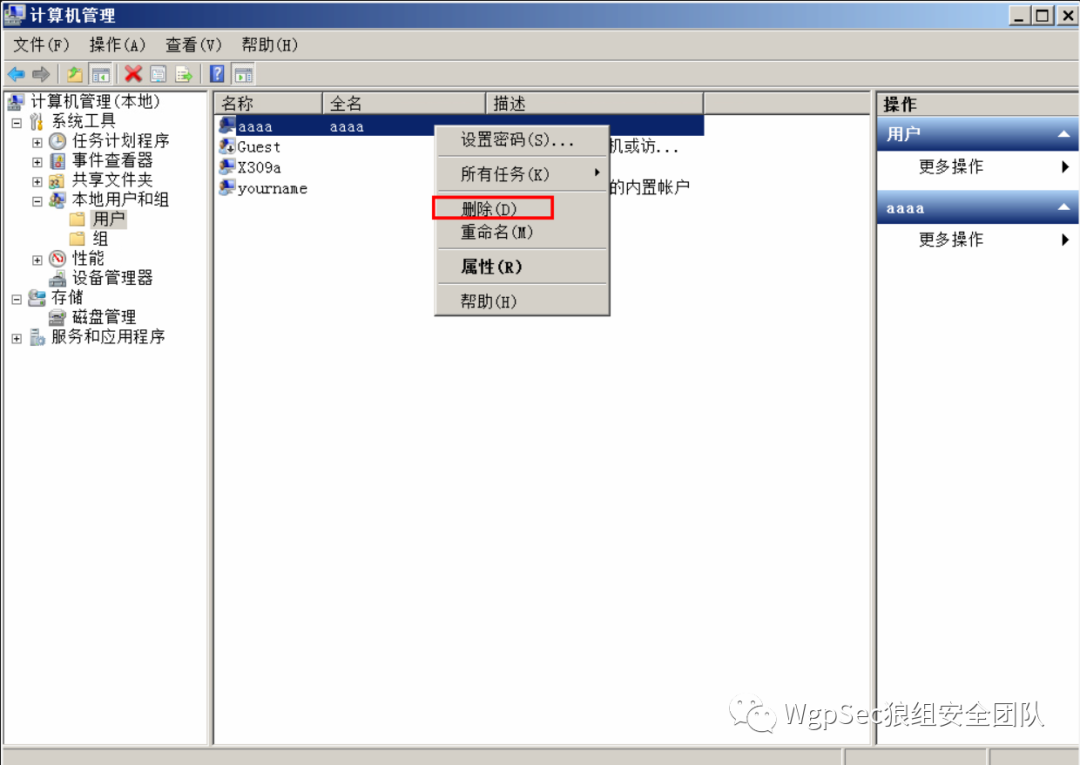 计算机管理
文件(F) 操作(A) 查看(V) 帮助(H)
计算机管理(本地)
系统工具
任务计划程序
事件查看器
共享文件夹
本地用户和组
用户
组
性能
设备管理器
存储
磁盘管理
服务和应用程序
名称 全名 描述
aaaa aaaa
Guest 机或访...
X309a
yourname 的内置帐户
设置密码(S)...
所有任务(K)
删除(D)
重命名(M)
属性(R)
帮助(H)
操作
用户
更多操作
aaaa
更多操作
WgpSec狼组安全团队